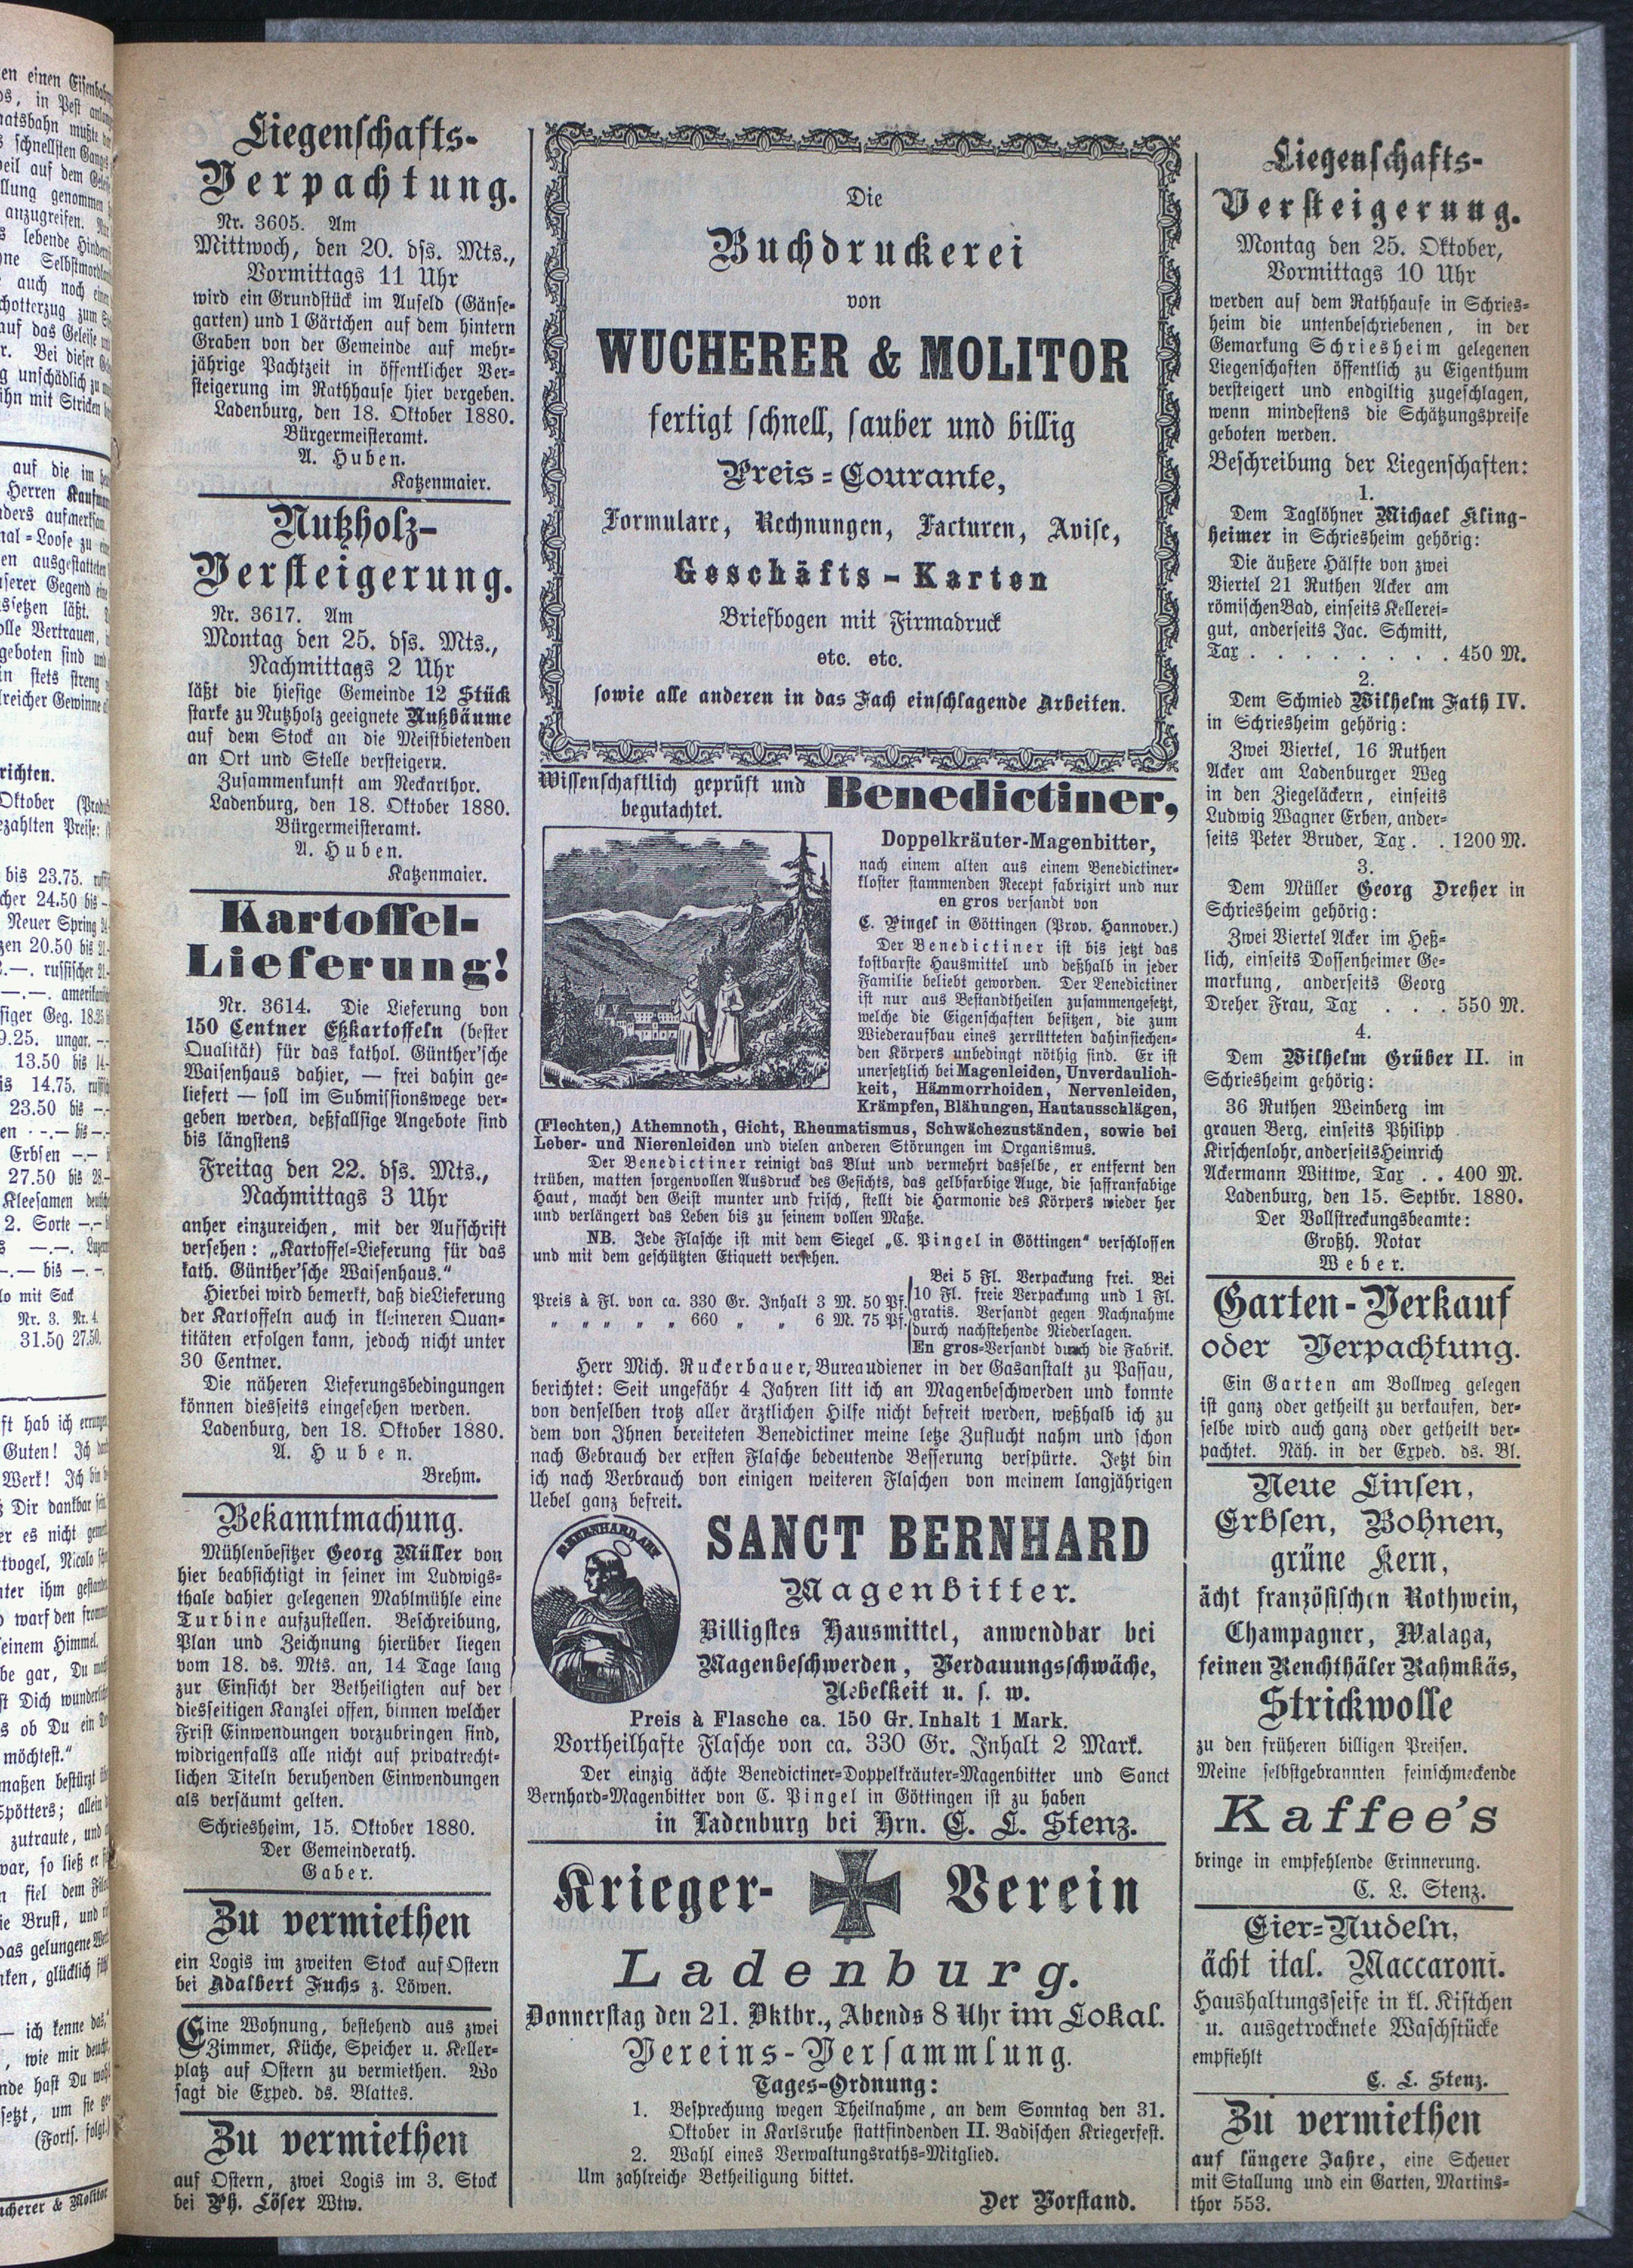 Liegenschafts-
Verpachtung.
Nr. 3605. Am
Mittwoch, den 20. dss. Mts.,
Vormittags 11 Uhr
wird ein Grundstück im Aufeld (Gänse-
garten) und 1 Gärtchen auf dem hintern
Graben von der Gemeinde auf mehr-
jährige Pachtzeit in öffentlicher Ver-
steigerung im Rathhause hier vergeben.
Ladenburg, den 18. Oktober 1880.
Bürgermeisteramt.
A. Huben.
Katzenmaier.
Nutzholz-
Versteigerung.
Nr. 3617. Am
Montag den 25. dss. Mts.,
Nachmittags 2 Uhr
läßt die hiesige Gemeinde 12 Stück
starke zu Nutzholz geeignete Nußbäume
auf dem Stock an die Meistbietenden
an Ort und Stelle versteigern.
Zusammenkunft am Neckarthor.
Ladenburg, den 18. Oktober 1880.
Bürgermeisteramt.
A. Huben.
Katzenmaier.
Kartoffel-
Lieferung!
Nr. 3614. Die Lieferung von
150 Centner Eßkartoffeln (bester
Qualität) für das kathol. Günther'sche
Waisenhaus dahier, — frei dahin ge-
liefert — soll im Submissionswege ver-
geben werden, deßfallsige Angebote sind
bis längstens
Freitag den 22. dss. Mts.,
Nachmittags 3 Uhr
anher einzureichen, mit der Aufschrift
versehen: „Kartoffel-Lieferung für das
kath. Günther'sche Waisenhaus.“
Hierbei wird bemerkt, daß die Lieferung
der Kartoffeln auch in kleineren Quan-
titäten erfolgen kann, jedoch nicht unter
30 Centner.
Die näheren Lieferungsbedingungen
können diesseits eingesehen werden.
Ladenburg, den 18. Oktober 1880.
A. Huben.
Brehm.
Bekanntmachung.
Mühlenbesitzer Georg Müller von
hier beabsichtigt in seiner im Ludwigs-
thale dahier gelegenen Mahlmühle eine
Turbine aufzustellen. Beschreibung,
Plan und Zeichnung hierüber liegen
vom 18. ds. Mts. an, 14 Tage lang
zur Einsicht der Betheiligten auf der
diesseitigen Kanzlei offen, binnen welcher
Frist Einwendungen vorzubringen sind,
widrigenfalls alle nicht auf privatrecht-
lichen Titeln beruhenden Einwendungen
als versäumt gelten.
Schriesheim, 15. Oktober 1880.
Der Gemeinderath.
Gaber.
Zu vermiethen
ein Logis im zweiten Stock auf Ostern
bei Adalbert Fuchs z. Löwen.
Eine Wohnung, bestehend aus zwei
Zimmer, Küche, Speicher u. Keller-
platz auf Ostern zu vermiethen. Wo
sagt die Exped. ds. Blattes.
Zu vermiethen
auf Ostern, zwei Logis im 3. Stock
bei Ph. Löser Wtw.
Die
Buchdruckerei
von
WUCHERER & MOLITOR
fertigt schnell, sauber und billig
Preis-Courante,
Formulare, Rechnungen, Facturen, Avise,
Geschäfts-Karten
Briefbogen mit Firmadruck
etc. etc.
sowie alle anderen in das Fach einschlagende Arbeiten.
Wissenschaftlich geprüft und
begutachtet.
Benedictiner,
Doppelkräuter-Magenbitter,
nach einem alten aus einem Benedictiner-
kloster stammenden Recept fabrizirt und nur
en gros versandt von
C. Pingel in Göttingen (Prov. Hannover.)
Der Benedictiner ist bis jetzt das
kostbarste Hausmittel und deßhalb in jeder
Familie beliebt geworden. Der Benedictiner
ist nur aus Bestandtheilen zusammengesetzt,
welche die Eigenschaften besitzen, die zum
Wiederaufbau eines zerrütteten dahinsiechen-
den Körpers unbedingt nöthig sind. Er ist
unersetzlich bei Magenleiden, Unverdaulich-
keit, Hämmorrhoiden, Nervenleiden,
Krämpfen, Blähungen, Hautausschlägen,
(Flechten,) Athemnoth, Gicht, Rheumatismus, Schwächezuständen, sowie bei
Leber- und Nierenleiden und vielen anderen Störungen im Organismus.
Der Benedictiner reinigt das Blut und vermehrt dasselbe, er entfernt den
trüben, matten sorgenvollen Ausdruck des Gesichts, das gelbfarbige Auge, die saffranfabige
Haut, macht den Geist munter und frisch, stellt die Harmonie des Körpers wieder her
und verlängert das Leben bis zu seinem vollen Maße.
NB. Jede Flasche ist mit dem Siegel „C. Pingel in Göttingen“ verschlossen
und mit dem geschützten Etiquett versehen.
Preis à Fl. von ca. 330 Gr. Inhalt 3 M. 50 Pf.
„ „ „ „ „ 660 „ „ 6 M. 75 Pf.
Bei 5 Fl. Verpackung frei. Bei
10 Fl. freie Verpackung und 1 Fl.
gratis. Versandt gegen Nachnahme
durch nachstehende Niederlagen.
En gros-Versandt durch die Fabrik.
Herr Mich. Ruckerbauer, Bureaudiener in der Gasanstalt zu Passau,
berichtet: Seit ungefähr 4 Jahren litt ich an Magenbeschwerden und konnte
von denselben trotz aller ärztlichen Hilfe nicht befreit werden, weßhalb ich zu
dem von Ihnen bereiteten Benedictiner meine letze Zuflucht nahm und schon
nach Gebrauch der ersten Flasche bedeutende Besserung verspürte. Jetzt bin
ich nach Verbrauch von einigen weiteren Flaschen von meinem langjährigen
Uebel ganz befreit.
SANCT BERNHARD
Magenbitter.
Billigstes Hausmittel, anwendbar bei
Magenbeschwerden, Verdauungsschwäche,
Uebelkeit u. s. w.
Preis à Flasche ca. 150 Gr. Inhalt 1 Mark.
Vortheilhafte Flasche von ca. 330 Gr. Inhalt 2 Mark.
Der einzig ächte Benedictiner-Doppelkräuter-Magenbitter und Sanct
Bernhard-Magenbitter von C. Pingel in Göttingen ist zu haben
in Ladenburg bei Hrn. C. L. Stenz.
Krieger- Verein
Ladenburg.
Donnerstag den 21. Oktbr., Abends 8 Uhr im Lokal.
Vereins-Versammlung.
Tages-Ordnung:
1. Besprechung wegen Theilnahme, an dem Sonntag den 31.
Oktober in Karlsruhe stattfindenden II. Badischen Kriegerfest.
2. Wahl eines Verwaltungsraths-Mitglied.
Um zahlreiche Betheiligung bittet.
Der Vorstand.
Liegenschafts-
Versteigerung.
Montag den 25. Oktober,
Vormittags 10 Uhr
werden auf dem Rathhause in Schries-
heim die untenbeschriebenen, in der
Gemarkung Schriesheim gelegenen
Liegenschaften öffentlich zu Eigenthum
versteigert und endgiltig zugeschlagen,
wenn mindestens die Schätzungspreise
geboten werden.
Beschreibung der Liegenschaften:
1.
Dem Taglöhner Michael Kling-
heimer in Schriesheim gehörig:
Die äußere Hälfte von zwei
Viertel 21 Ruthen Acker am
römischen Bad, einseits Kellerei-
gut, anderseits Jac. Schmitt,
Tax . . . . . . . . 450 M.
2.
Dem Schmied Wilhelm Fath IV.
in Schriesheim gehörig:
Zwei Viertel, 16 Ruthen
Acker am Ladenburger Weg
in den Ziegeläckern, einseits
Ludwig Wagner Erben, ander-
seits Peter Bruder, Tax . . 1200 M.
3.
Dem Müller Georg Dreher in
Schriesheim gehörig:
Zwei Viertel Acker im Heß-
lich, einseits Dossenheimer Ge-
markung, anderseits Georg
Dreher Frau, Tax . . . 550 M.
4.
Dem Wilhelm Grüber II. in
Schriesheim gehörig:
36 Ruthen Weinberg im
grauen Berg, einseits Philipp
Kirschenlohr, anderseits Heinrich
Ackermann Wittwe, Tax . . 400 M.
Ladenburg, den 15. Septbr. 1880.
Der Vollstreckungsbeamte:
Großh. Notar
Weber.
Garten-Verkauf
oder Verpachtung.
Ein Garten am Bollweg gelegen
ist ganz oder getheilt zu verkaufen, der-
selbe wird auch ganz oder getheilt ver-
pachtet. Näh. in der Exped. ds. Bl.
Neue Linsen,
Erbsen, Bohnen,
grüne Kern,
ächt französischen Rothwein,
Champagner, Malaga,
feinen Renchthäler Rahmkäs,
Strickwolle
zu den früheren billigen Preisen.
Meine selbstgebrannten feinschmeckende
Kaffee's
bringe in empfehlende Erinnerung.
C. L. Stenz.
Eier-Nudeln,
ächt ital. Maccaroni.
Haushaltungsseife in kl. Kistchen
u. ausgetrocknete Waschstücke
empfiehlt
C. L. Stenz.
Zu vermiethen
auf längere Jahre, eine Scheuer
mit Stallung und ein Garten, Martins-
thor 553.